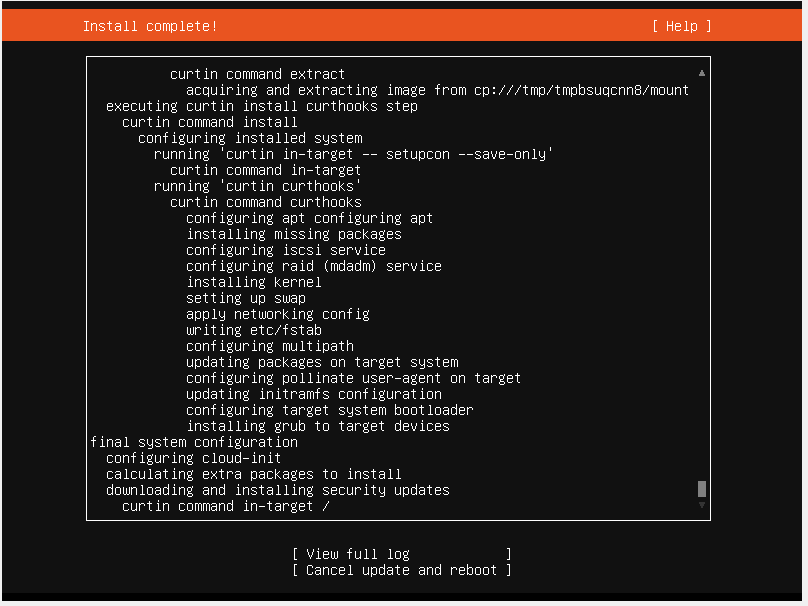 Install complete! [ Help ]
curtin command extract
acquiring and extracting image from cp:///tmp/tmpbsuqcnn8/mount
executing curtin install curthooks step
curtin command install
configuring installed system
running 'curtin in-target -- setupcon --save-only'
curtin command in-target
running 'curtin curthooks'
curtin command curthooks
configuring apt configuring apt
installing missing packages
configuring iscsi service
configuring raid (mdadm) service
installing kernel
setting up swap
apply networking config
writing etc/fstab
configuring multipath
updating packages on target system
configuring pollinate user-agent on target
updating initramfs configuration
configuring target system bootloader
installing grub to target devices
final system configuration
configuring cloud-init
calculating extra packages to install
downloading and installing security updates
curtin command in-target /
[ View full log ]
[ Cancel update and reboot ]